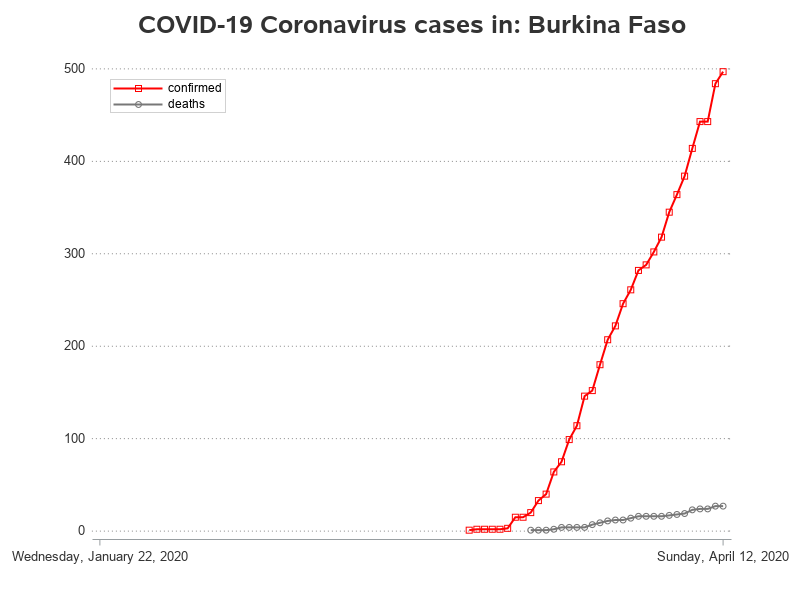 COVID-19 Coronavirus cases in: Burkina Faso
500
confirmed
deaths
400
300
200
100
0
Wednesday, January 22, 2020
Sunday, April 12, 2020